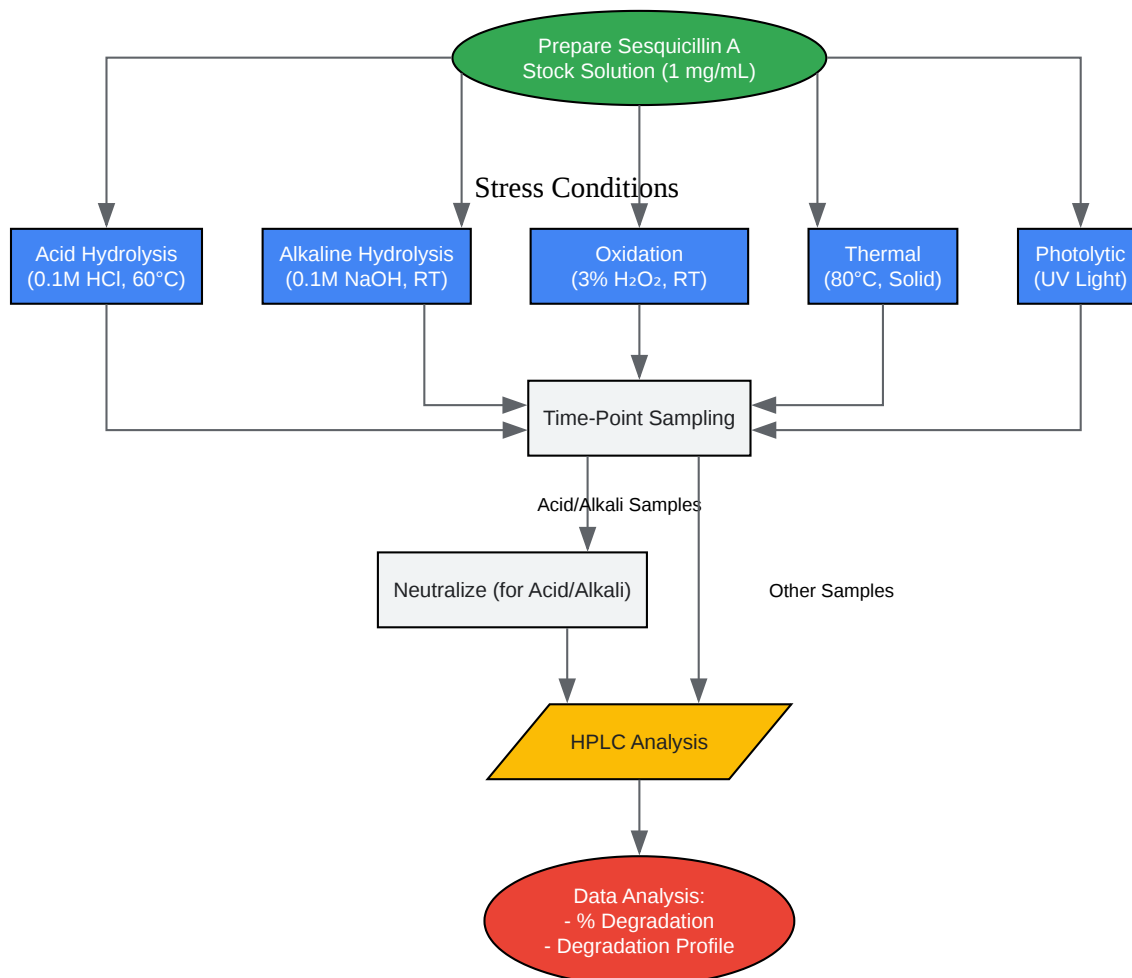 Prepare Sesquicillin A
Stock Solution (1 mg/mL)
Stress Conditions
Acid Hydrolysis
(0.1M HCl, 60°C)
Alkaline Hydrolysis
(0.1M NaOH, RT)
Oxidation
(3% H₂O₂, RT)
Thermal
(80°C, Solid)
Photolytic
(UV Light)
Time-Point Sampling
Acid/Alkali Samples
Neutralize (for Acid/Alkali)
Other Samples
HPLC Analysis
Data Analysis:
- % Degradation
- Degradation Profile